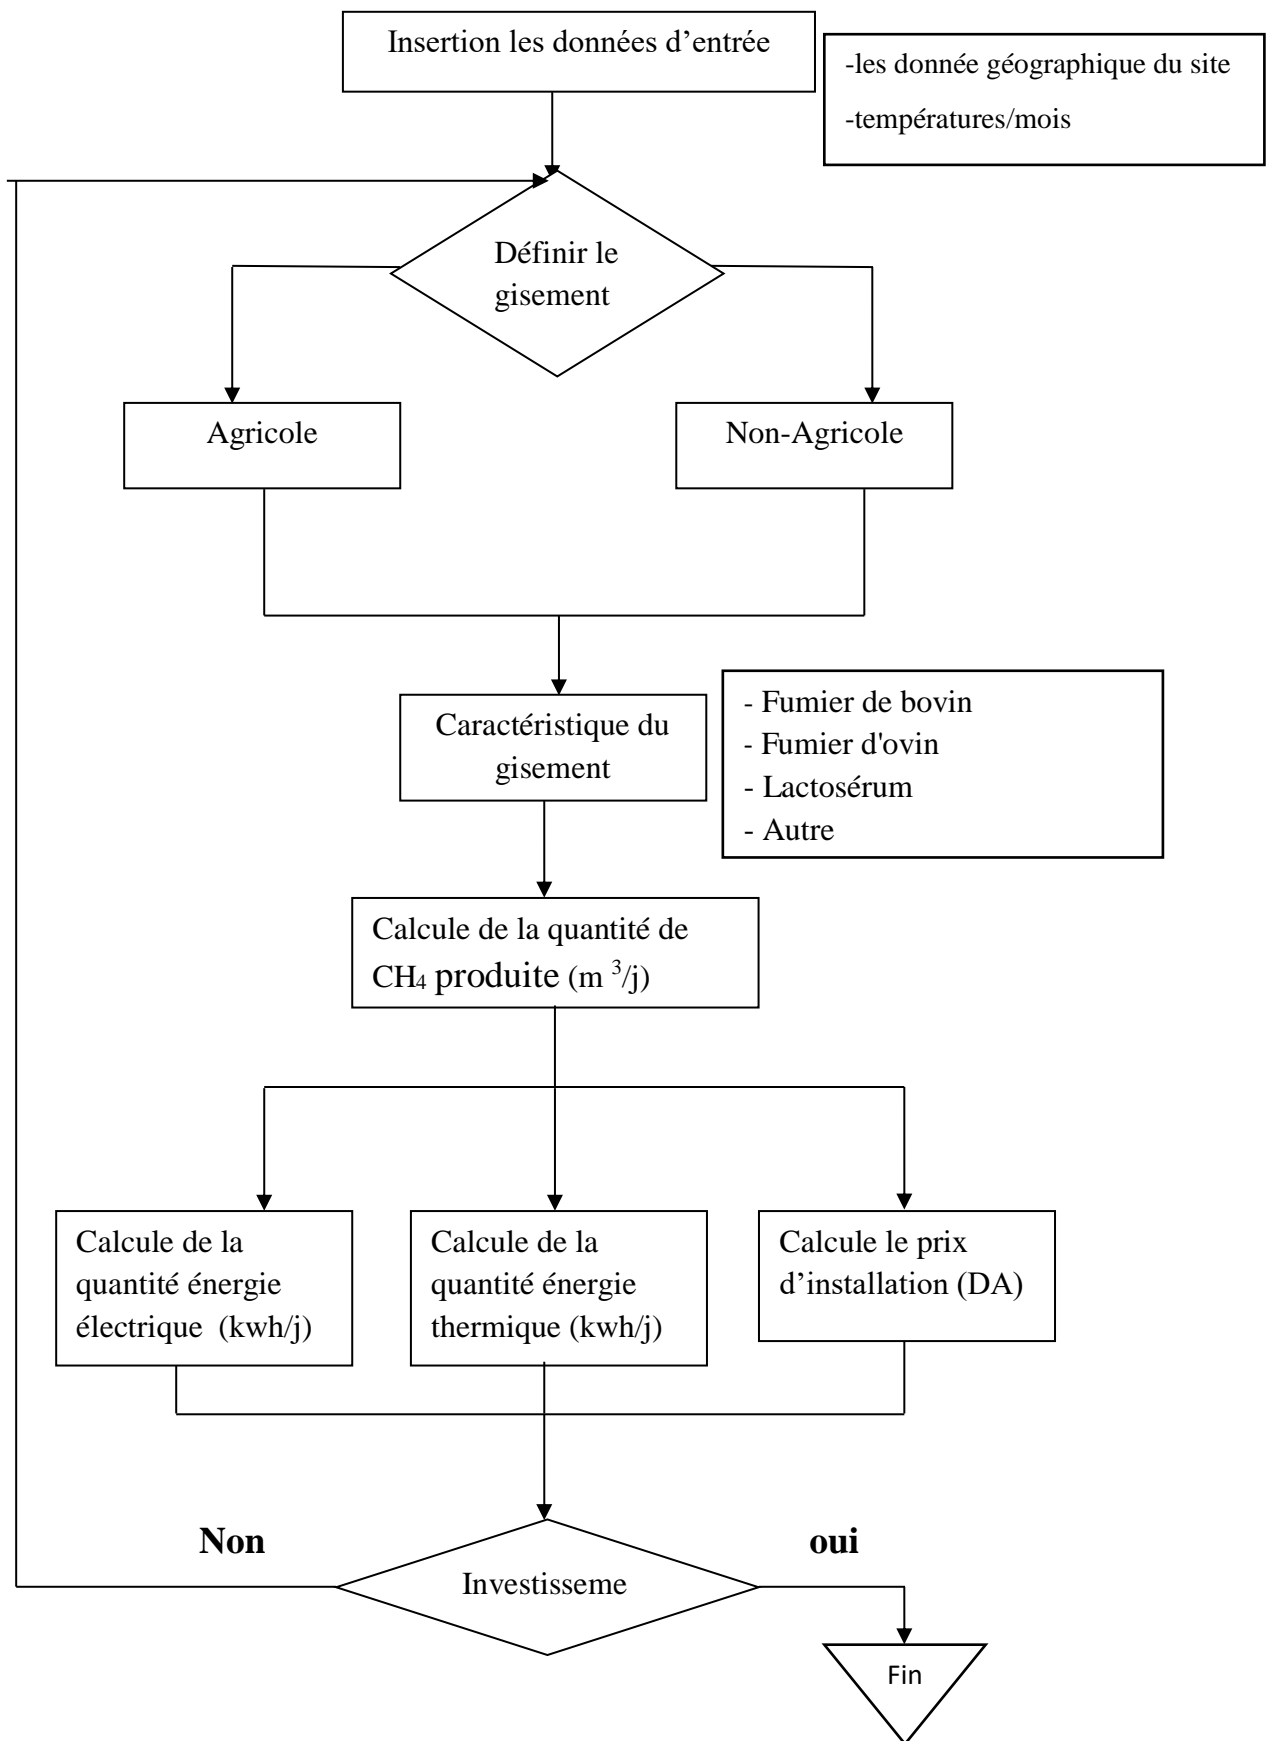 Insertion les données d’entrée
-les donnée géographique du site
-températures/mois
Définir le
gisement
Agricole
Non-Agricole
Caractéristique du
gisement
- Fumier de bovin
- Fumier d'ovin
- Lactosérum
- Autre
Calcule de la quantité de
CH4 produite (m 3/j)
Calcule de la
quantité énergie
électrique (kwh/j)
Calcule de la
quantité énergie
thermique (kwh/j)
Calcule le prix
d’installation (DA)
Non
oui
Investisseme
Fin